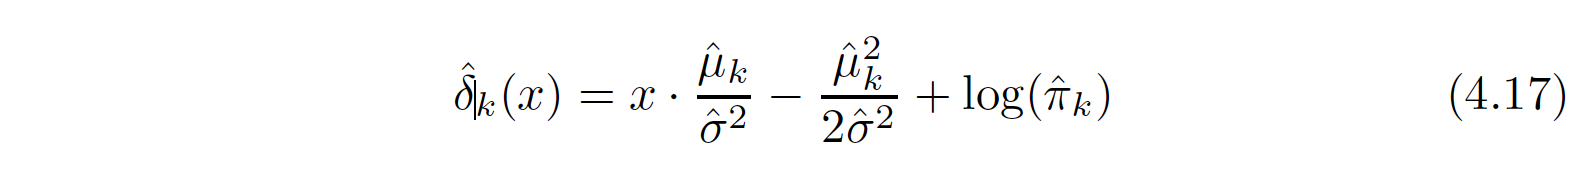 δ̂ₖ(x) = x · μ̂ₖ/σ̂² − μ̂ₖ²/2σ̂² + log(π̂ₖ) (4.17)